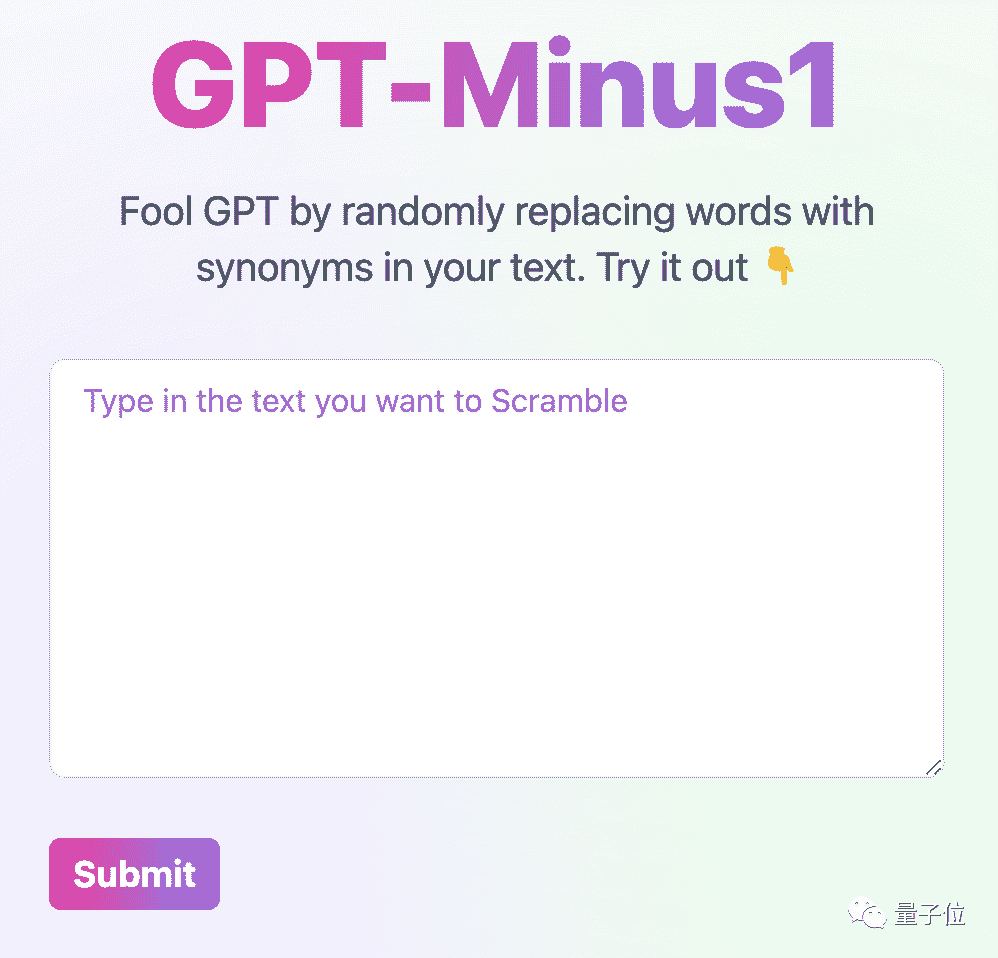 GPT-Minus1
Fool GPT by randomly replacing words with
synonyms in your text. Try it out 👇
Type in the text you want to Scramble
Submit
量子位